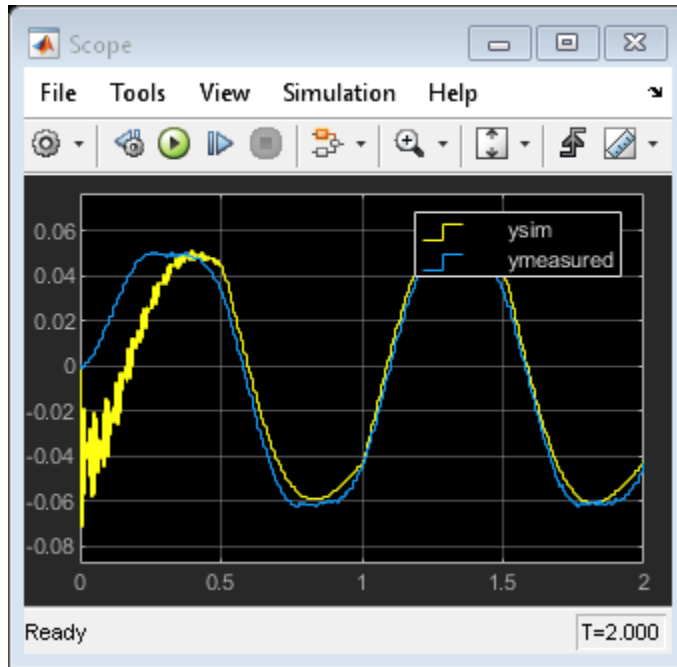 Scope
File Tools View Simulation Help
ysim
ymeasured
0.06
0.04
0.02
0
-0.02
-0.04
-0.06
-0.08
0 0.5 1 1.5 2
Ready T=2.000